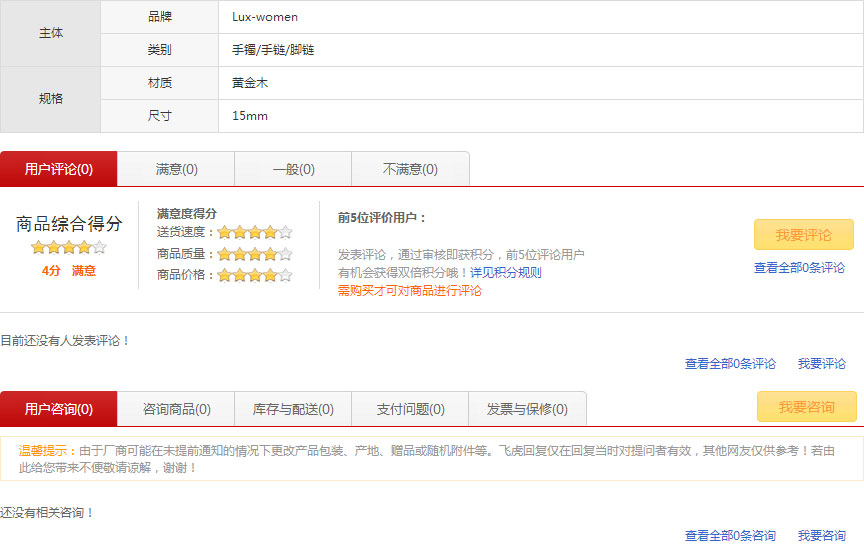 主体
品牌 Lux-women
类别 手镯/手链/脚链
规格
材质 黄金木
尺寸 15mm
用户评论(0) 满意(0) 一般(0) 不满意(0)
商品综合得分
4分 满意
满意度得分
送货速度：
商品质量：
商品价格：
前5位评价用户：
发表评论，通过审核即获积分，前5位评论用户
有机会获得双倍积分哦！详见积分规则
需购买才可对商品进行评论
我要评论
查看全部0条评论
目前还没有人发表评论！
查看全部0条评论 我要评论
用户咨询(0) 咨询商品(0) 库存与配送(0) 支付问题(0) 发票与保修(0) 我要咨询
温馨提示：由于厂商可能在未提前通知的情况下更改产品包装、产地、赠品或随机附件等。飞虎回复仅在回复当时对提问者有效，其他网友仅供参考！若由
此给您带来不便敬请谅解，谢谢！
还没有相关咨询！
查看全部0条咨询 我要咨询